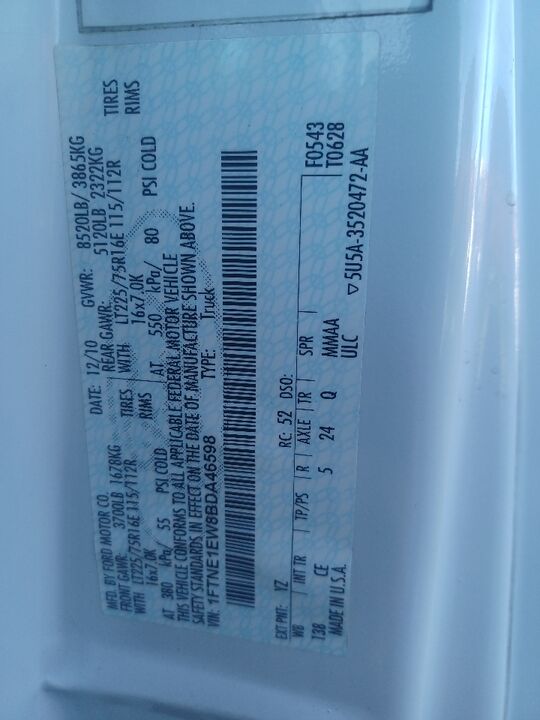 MFD. BY FORD MOTOR CO.
DATE: 12/10 GVWR: 8520LB/ 3865KG
FRONT GAWR: 3700LB 1678KG REAR GAWR: 5120LB 2322KG
WITH LT225/75R16E 115/112R TIRES WITH LT225/75R16E 115/112R TIRES
16x7.0K RIMS 16x7.0K RIMS
AT 380 kPa/ 55 PSI COLD AT 550 kPa/ 80 PSI COLD
THIS VEHICLE CONFORMS TO ALL APPLICABLE FEDERAL MOTOR VEHICLE
SAFETY STANDARDS IN EFFECT ON THE DATE OF MANUFACTURE SHOWN ABOVE.
VIN: 1FTNE1EW8BDA46598 TYPE: Truck
EXT PNT: YZ RC: 52 DSO: F0543
WB INT TR TP/PS R AXLE TR SPR T0628
138 CE 5 24 Q MMAA
MADE IN U.S.A. ULC
▽5U5A-3520472-AA